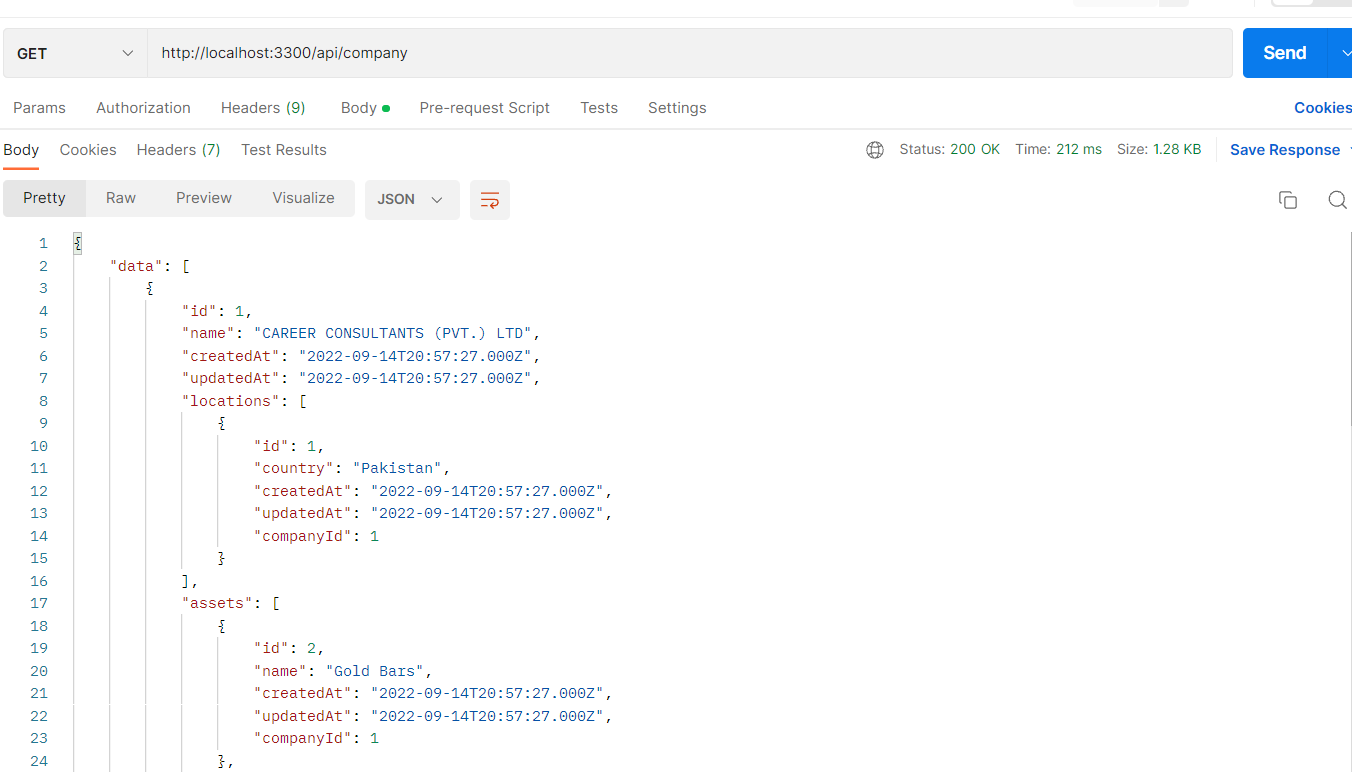 GET http://localhost:3300/api/company Send
Params Authorization Headers (9) Body Pre-request Script Tests Settings Cookies
Body Cookies Headers (7) Test Results Status: 200 OK Time: 212 ms Size: 1.28 KB Save Response
Pretty Raw Preview Visualize JSON
1 {
2 "data": [
3 {
4 "id": 1,
5 "name": "CAREER CONSULTANTS (PVT.) LTD",
6 "createdAt": "2022-09-14T20:57:27.000Z",
7 "updatedAt": "2022-09-14T20:57:27.000Z",
8 "locations": [
9 {
10 "id": 1,
11 "country": "Pakistan",
12 "createdAt": "2022-09-14T20:57:27.000Z",
13 "updatedAt": "2022-09-14T20:57:27.000Z",
14 "companyId": 1
15 }
16 ],
17 "assets": [
18 {
19 "id": 2,
20 "name": "Gold Bars",
21 "createdAt": "2022-09-14T20:57:27.000Z",
22 "updatedAt": "2022-09-14T20:57:27.000Z",
23 "companyId": 1
24 },